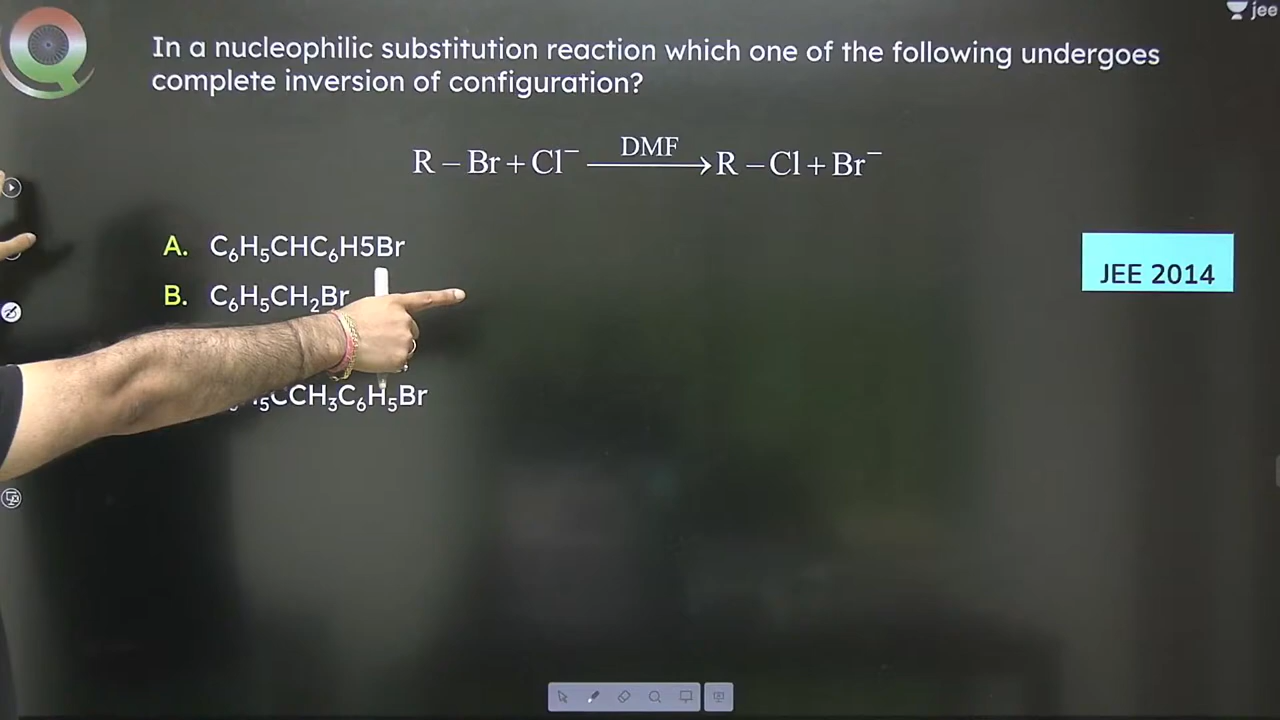 jee
In a nucleophilic substitution reaction which one of the following undergoes
complete inversion of configuration?
R – Br + Cl⁻ DMF → R – Cl + Br⁻
A. C₆H₅CHC₆H5Br
B. C₆H₅CH₂Br
JEE 2014
₅CCH₃C₆H₅Br